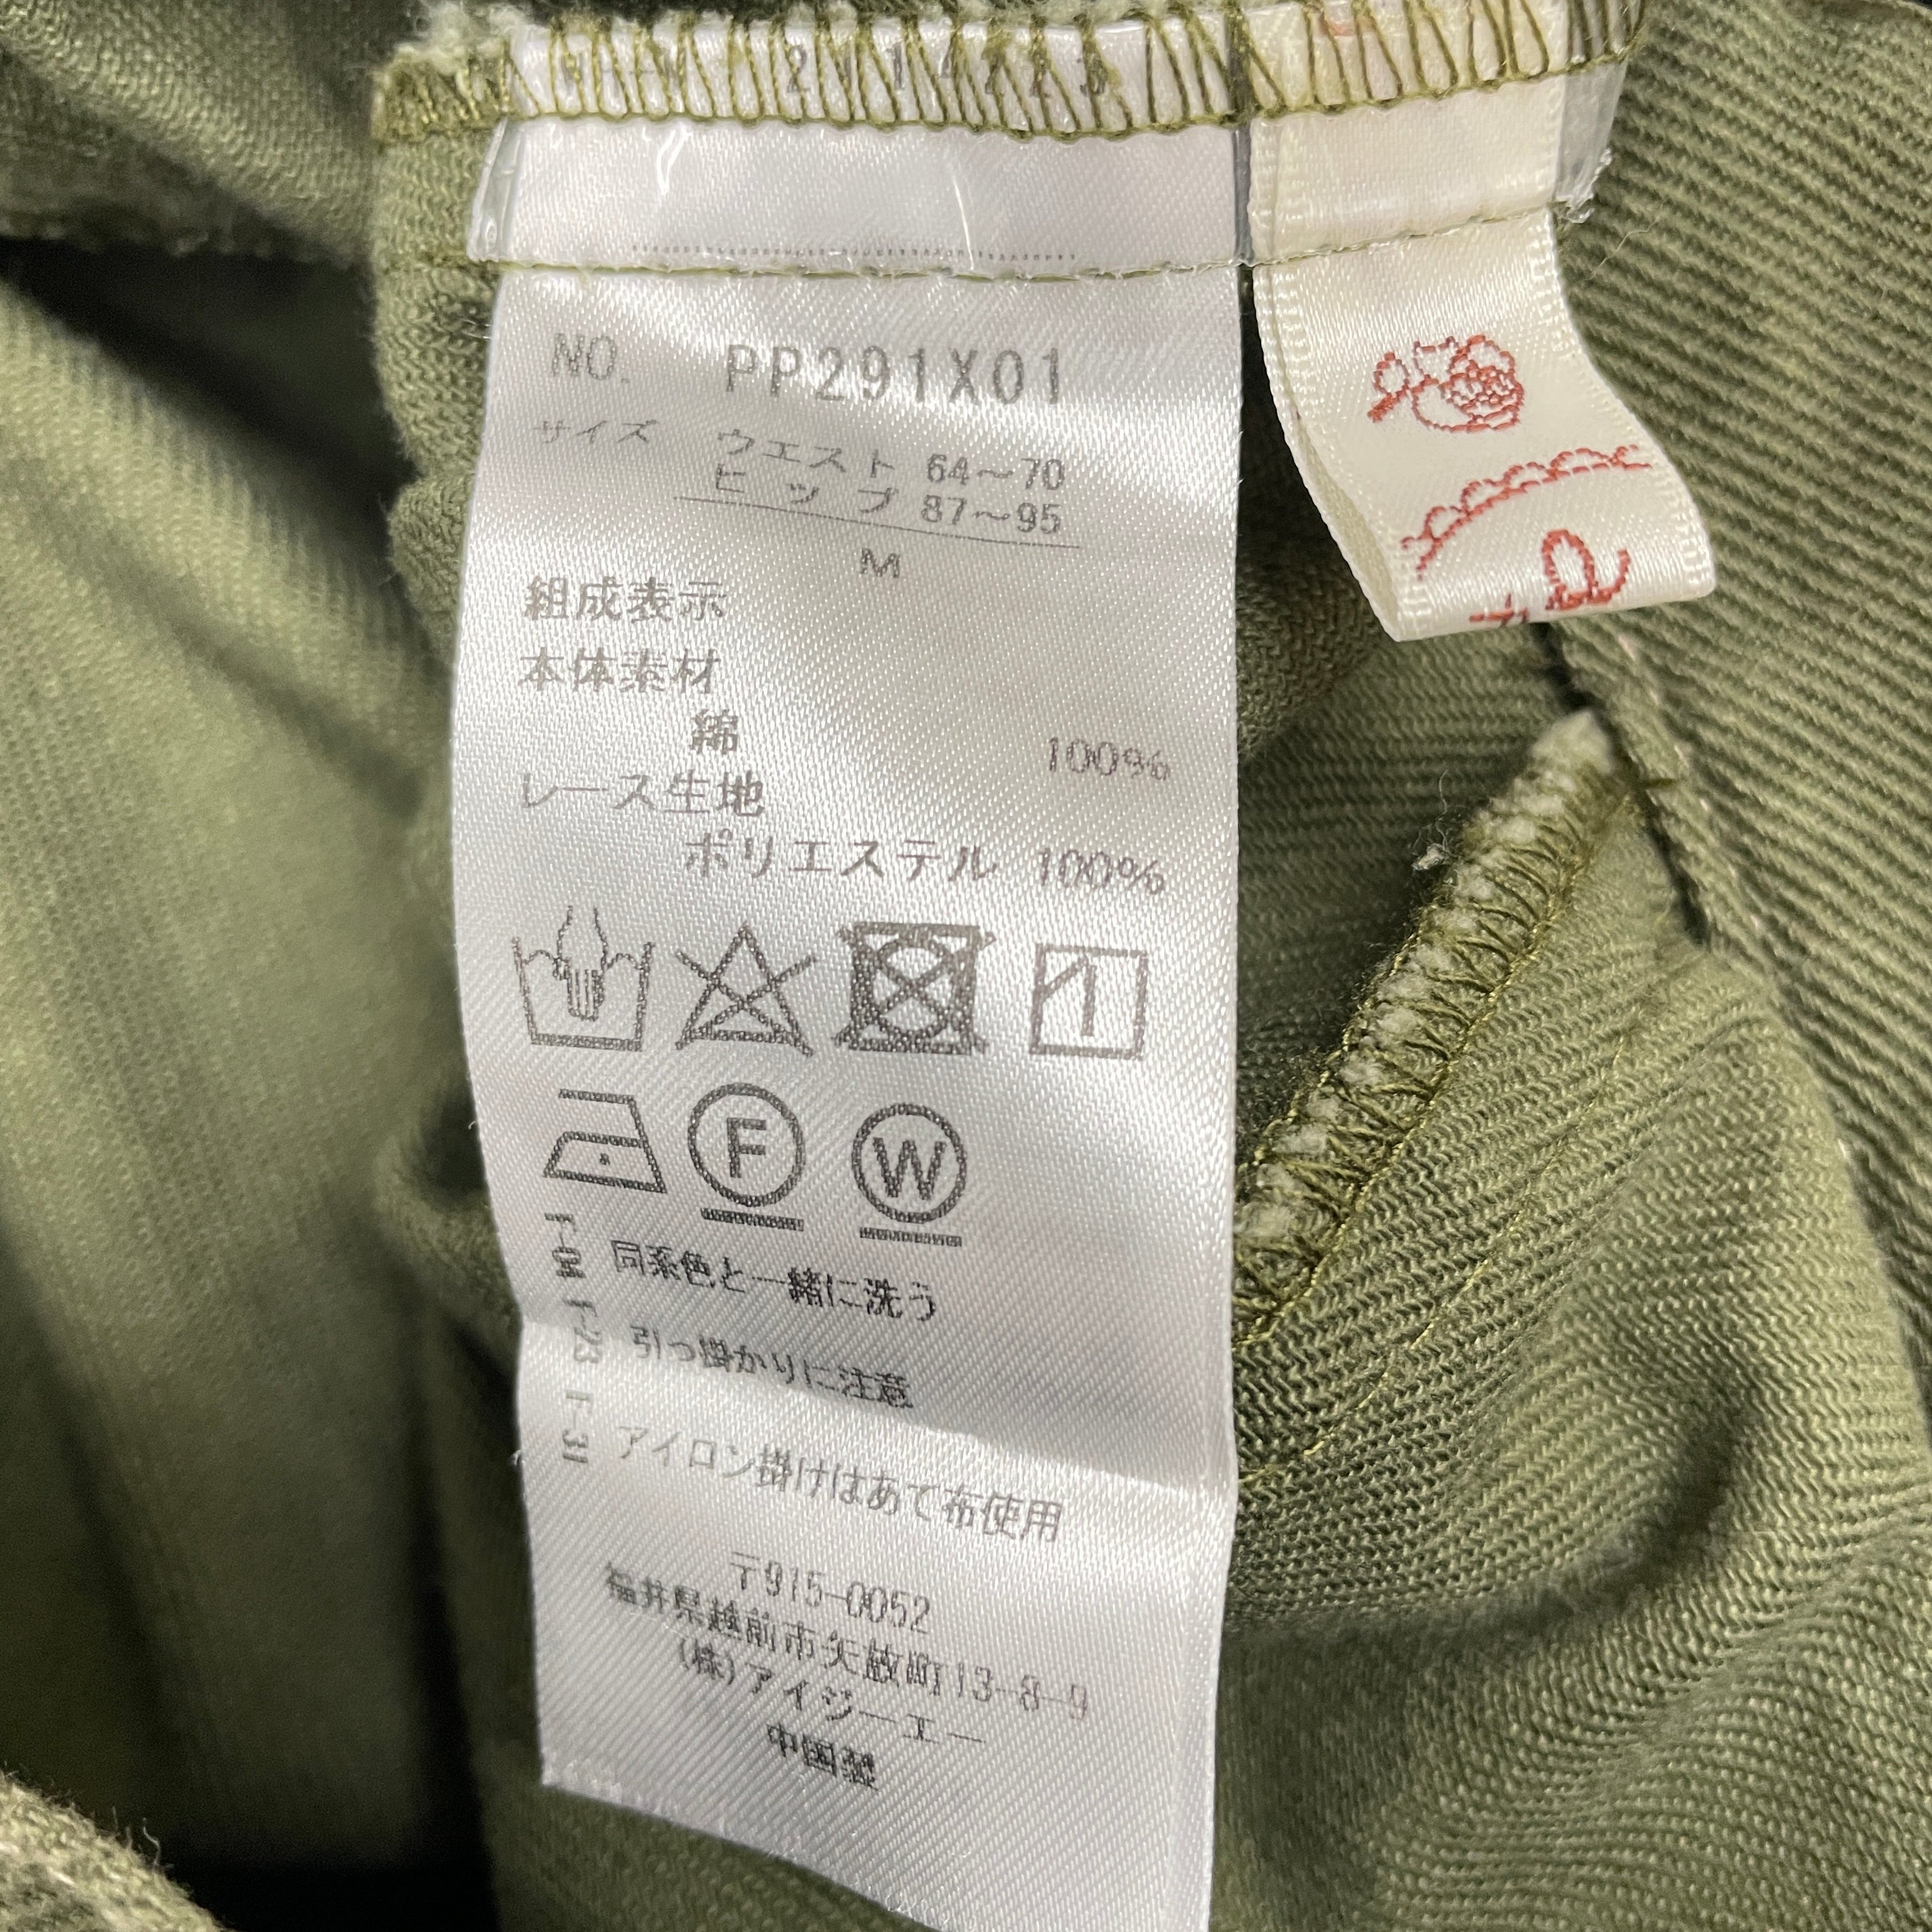 NO. PP291X01
サイズ ウエスト 64～70
ヒップ 87～95
M
組成表示
本体素材
綿 100%
レース生地
ポリエステル 100%
F
W
F-04 同系色と一緒に洗う
F-23 引っ掛かりに注意
F-31 アイロン掛けはあて布使用
〒915-0052
福井県越前市矢放町13-8-9
(株)アイジーエー
中国製